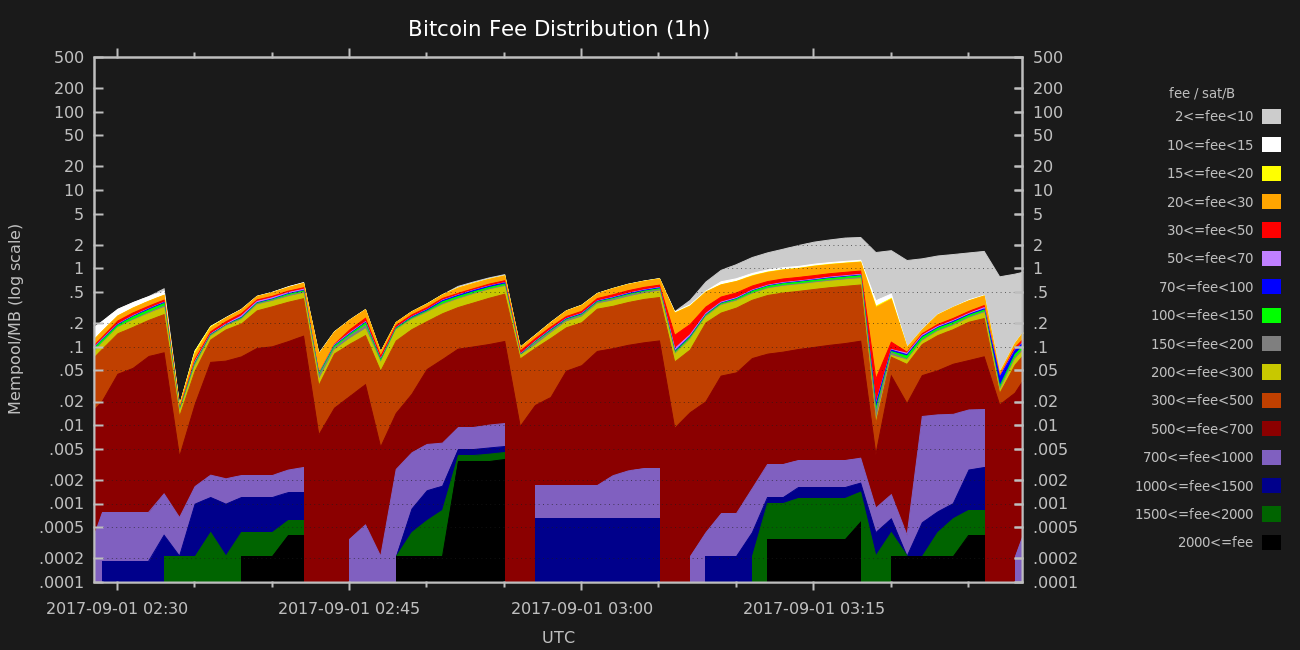 Bitcoin Fee Distribution (1h)
500
200
100
50
20
10
5
2
1
.5
.2
.1
.05
.02
.01
.005
.002
.001
.0005
.0002
.0001
Mempool/MB (log scale)
500
200
100
50
20
10
5
2
1
.5
.2
.1
.05
.02
.01
.005
.002
.001
.0005
.0002
.0001
2017-09-01 02:30
2017-09-01 02:45
2017-09-01 03:00
2017-09-01 03:15
UTC
fee / sat/B
2<=fee<10
10<=fee<15
15<=fee<20
20<=fee<30
30<=fee<50
50<=fee<70
70<=fee<100
100<=fee<150
150<=fee<200
200<=fee<300
300<=fee<500
500<=fee<700
700<=fee<1000
1000<=fee<1500
1500<=fee<2000
2000<=fee